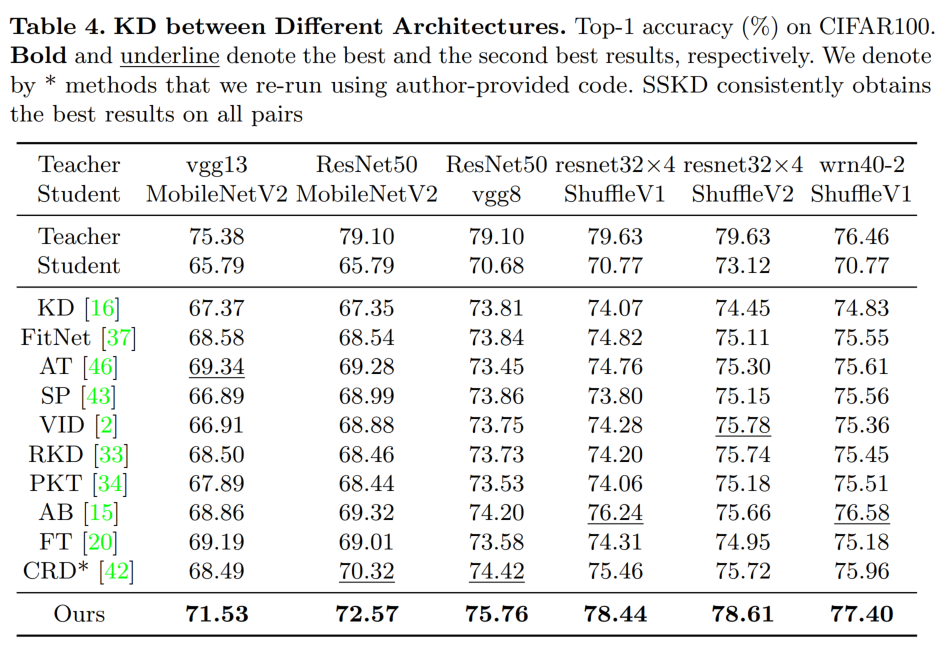 Table 4. KD between Different Architectures. Top-1 accuracy (%) on CIFAR100.
Bold and underline denote the best and the second best results, respectively. We denote
by * methods that we re-run using author-provided code. SSKD consistently obtains
the best results on all pairs
Teacher vgg13 ResNet50 ResNet50 resnet32×4 resnet32×4 wrn40-2
Student MobileNetV2 MobileNetV2 vgg8 ShuffleV1 ShuffleV2 ShuffleV1
Teacher 75.38 79.10 79.10 79.63 79.63 76.46
Student 65.79 65.79 70.68 70.77 73.12 70.77
KD [16] 67.37 67.35 73.81 74.07 74.45 74.83
FitNet [37] 68.58 68.54 73.84 74.82 75.11 75.55
AT [46] 69.34 69.28 73.45 74.76 75.30 75.61
SP [43] 66.89 68.99 73.86 73.80 75.15 75.56
VID [2] 66.91 68.88 73.75 74.28 75.78 75.36
RKD [33] 68.50 68.46 73.73 74.20 75.74 75.45
PKT [34] 67.89 68.44 73.53 74.06 75.18 75.51
AB [15] 68.86 69.32 74.20 76.24 75.66 76.58
FT [20] 69.19 69.01 73.58 74.31 74.95 75.18
CRD* [42] 68.49 70.32 74.42 75.46 75.72 75.96
Ours 71.53 72.57 75.76 78.44 78.61 77.40